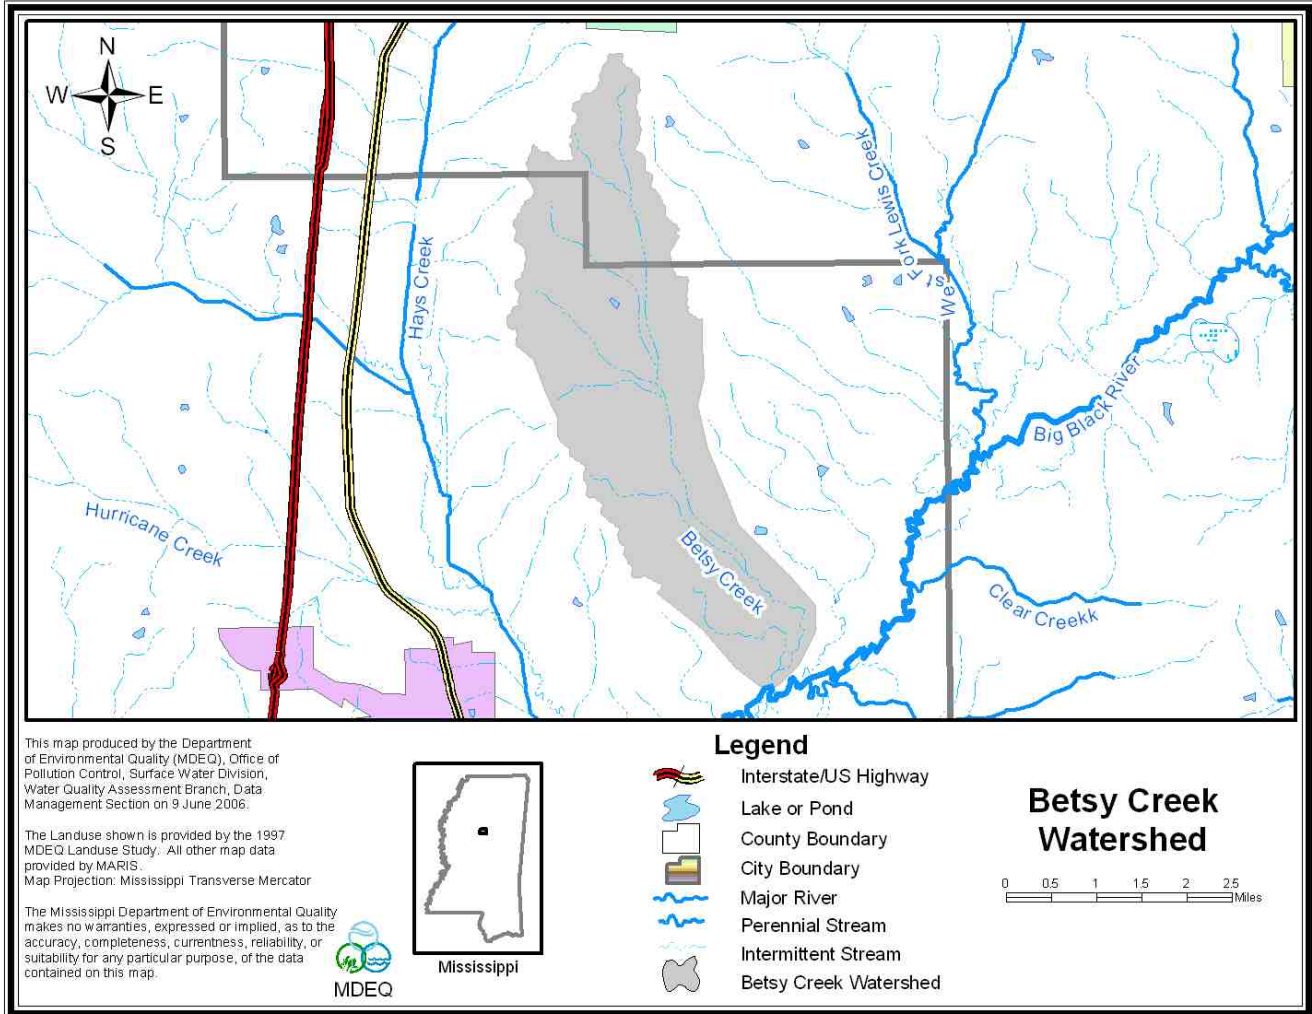 N
W E
S
West Fork Lewis Creek
Hays Creek
Big Black River
Hurricane Creek
Betsy Creek
Clear Creekk
This map produced by the Department
of Environmental Quality (MDEQ), Office of
Pollution Control, Surface Water Division,
Water Quality Assessment Branch, Data
Management Section on 9 June 2006.
The Landuse shown is provided by the 1997
MDEQ Landuse Study. All other map data
provided by MARIS.
Map Projection: Mississippi Transverse Mercator
The Mississippi Department of Environmental Quality
makes no warranties, expressed or implied, as to the
accuracy, completeness, currentness, reliability, or
suitability for any particular purpose, of the data
contained on this map.
MDEQ
Mississippi
Legend
Interstate/US Highway
Lake or Pond
County Boundary
City Boundary
Major River
Perennial Stream
Intermittent Stream
Betsy Creek Watershed
Betsy Creek
Watershed
0 0.5 1 1.5 2 2.5
Miles